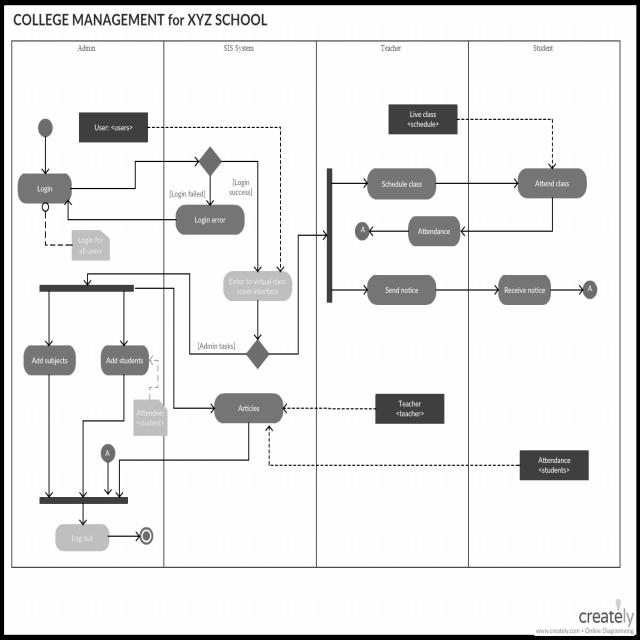 COLLEGE MANAGEMENT for XYZ SCHOOL
Admin
SIS System
Teacher
Student
User: <users>
Live class
<schedule>
Login
[Login failed]
[Login
success]
Login error
Schedule class
Attend class
A
Attendance
Login for
all users
Enter to virtual class
room interface
Send notice
Receive notice
A
[Admin tasks]
Add subjects
Add students
Attendee
<student>
Articles
Teacher
<teacher>
A
Attendance
<students>
Log out
creately
www.creately.com • Online Diagramming